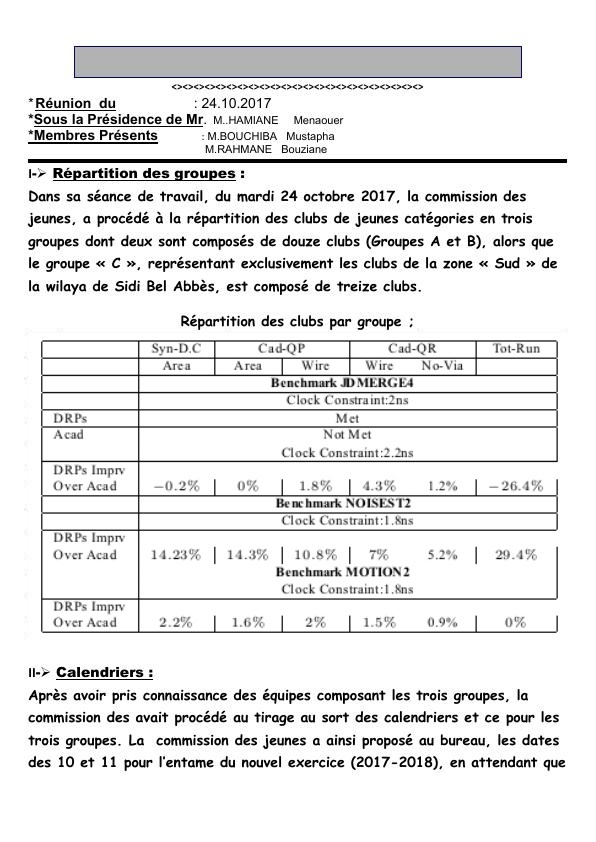 <><><><><><><><><><><><><><><><><><><><><><><>
*Réunion du : 24.10.2017
*Sous la Présidence de Mr. M..HAMIANE Menaouer
*Membres Présents : M.BOUCHIBA Mustapha
M.RAHMANE Bouziane
I-➢ Répartition des groupes :
Dans sa séance de travail, du mardi 24 octobre 2017, la commission des
jeunes, a procédé à la répartition des clubs de jeunes catégories en trois
groupes dont deux sont composés de douze clubs (Groupes A et B), alors que
le groupe « C », représentant exclusivement les clubs de la zone « Sud » de
la wilaya de Sidi Bel Abbès, est composé de treize clubs.
Répartition des clubs par groupe ;
Syn-D.C Cad-QP Cad-QR Tot-Run
Area Area Wire Wire No-Via
Benchmark JDMERGE4
Clock Constraint:2ns
DRPs Met
Acad Not Met
Clock Constraint:2.2ns
DRPs Imprv
Over Acad −0.2% 0% 1.8% 4.3% 1.2% −26.4%
Benchmark NOISEST2
Clock Constraint:1.8ns
DRPs Imprv
Over Acad 14.23% 14.3% 10.8% 7% 5.2% 29.4%
Benchmark MOTION2
Clock Constraint:1.8ns
DRPs Imprv
Over Acad 2.2% 1.6% 2% 1.5% 0.9% 0%
II-➢ Calendriers :
Après avoir pris connaissance des équipes composant les trois groupes, la
commission des avait procédé au tirage au sort des calendriers et ce pour les
trois groupes. La commission des jeunes a ainsi proposé au bureau, les dates
des 10 et 11 pour l'entame du nouvel exercice (2017-2018), en attendant que